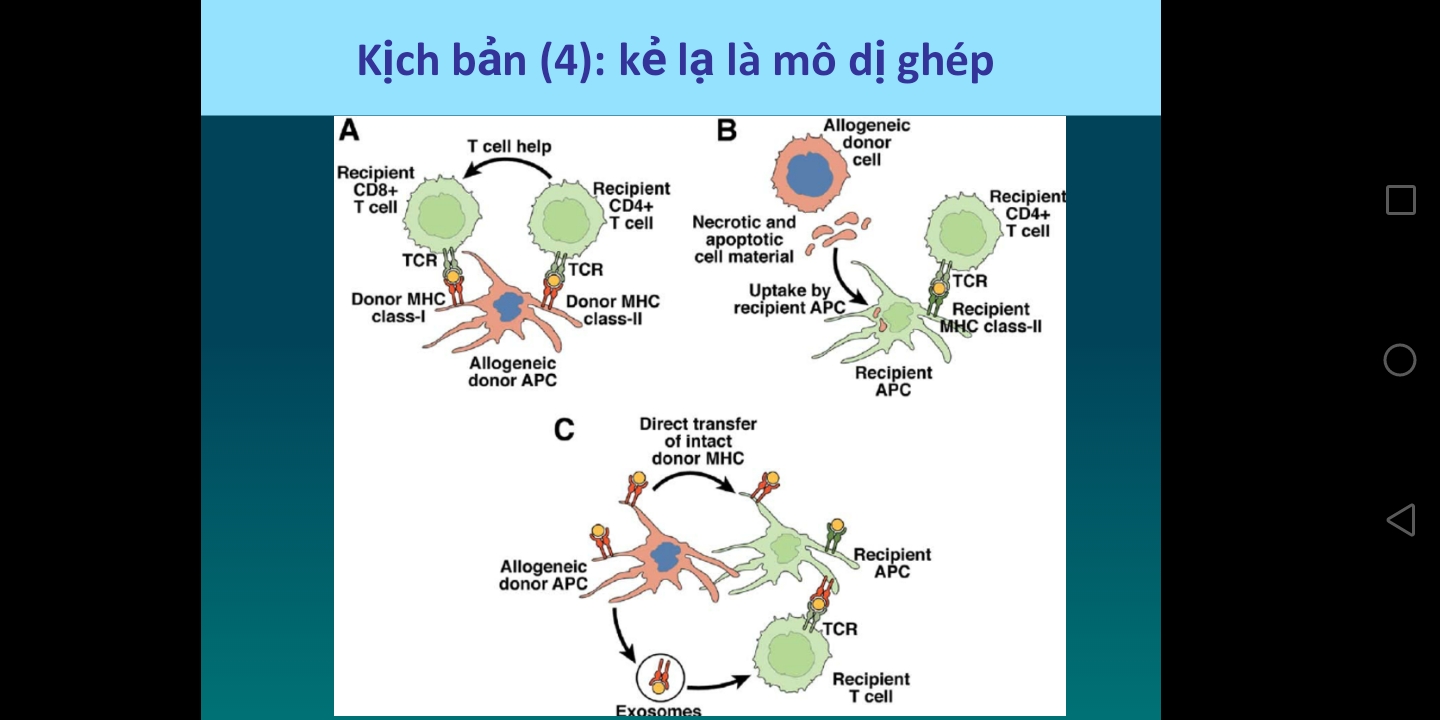 Kịch bản (4): kẻ lạ là mô dị ghép
A
T cell help
Recipient
CD8+
T cell
Recipient
CD4+
T cell
TCR
TCR
Donor MHC
class-I
Donor MHC
class-II
Allogeneic
donor APC
B
Allogeneic
donor
cell
Necrotic and
apoptotic
cell material
Recipient
CD4+
T cell
TCR
Uptake by
recipient APC
Recipient
MHC class-II
Recipient
APC
C
Direct transfer
of intact
donor MHC
Allogeneic
donor APC
Recipient
APC
TCR
Recipient
T cell
Exosomes